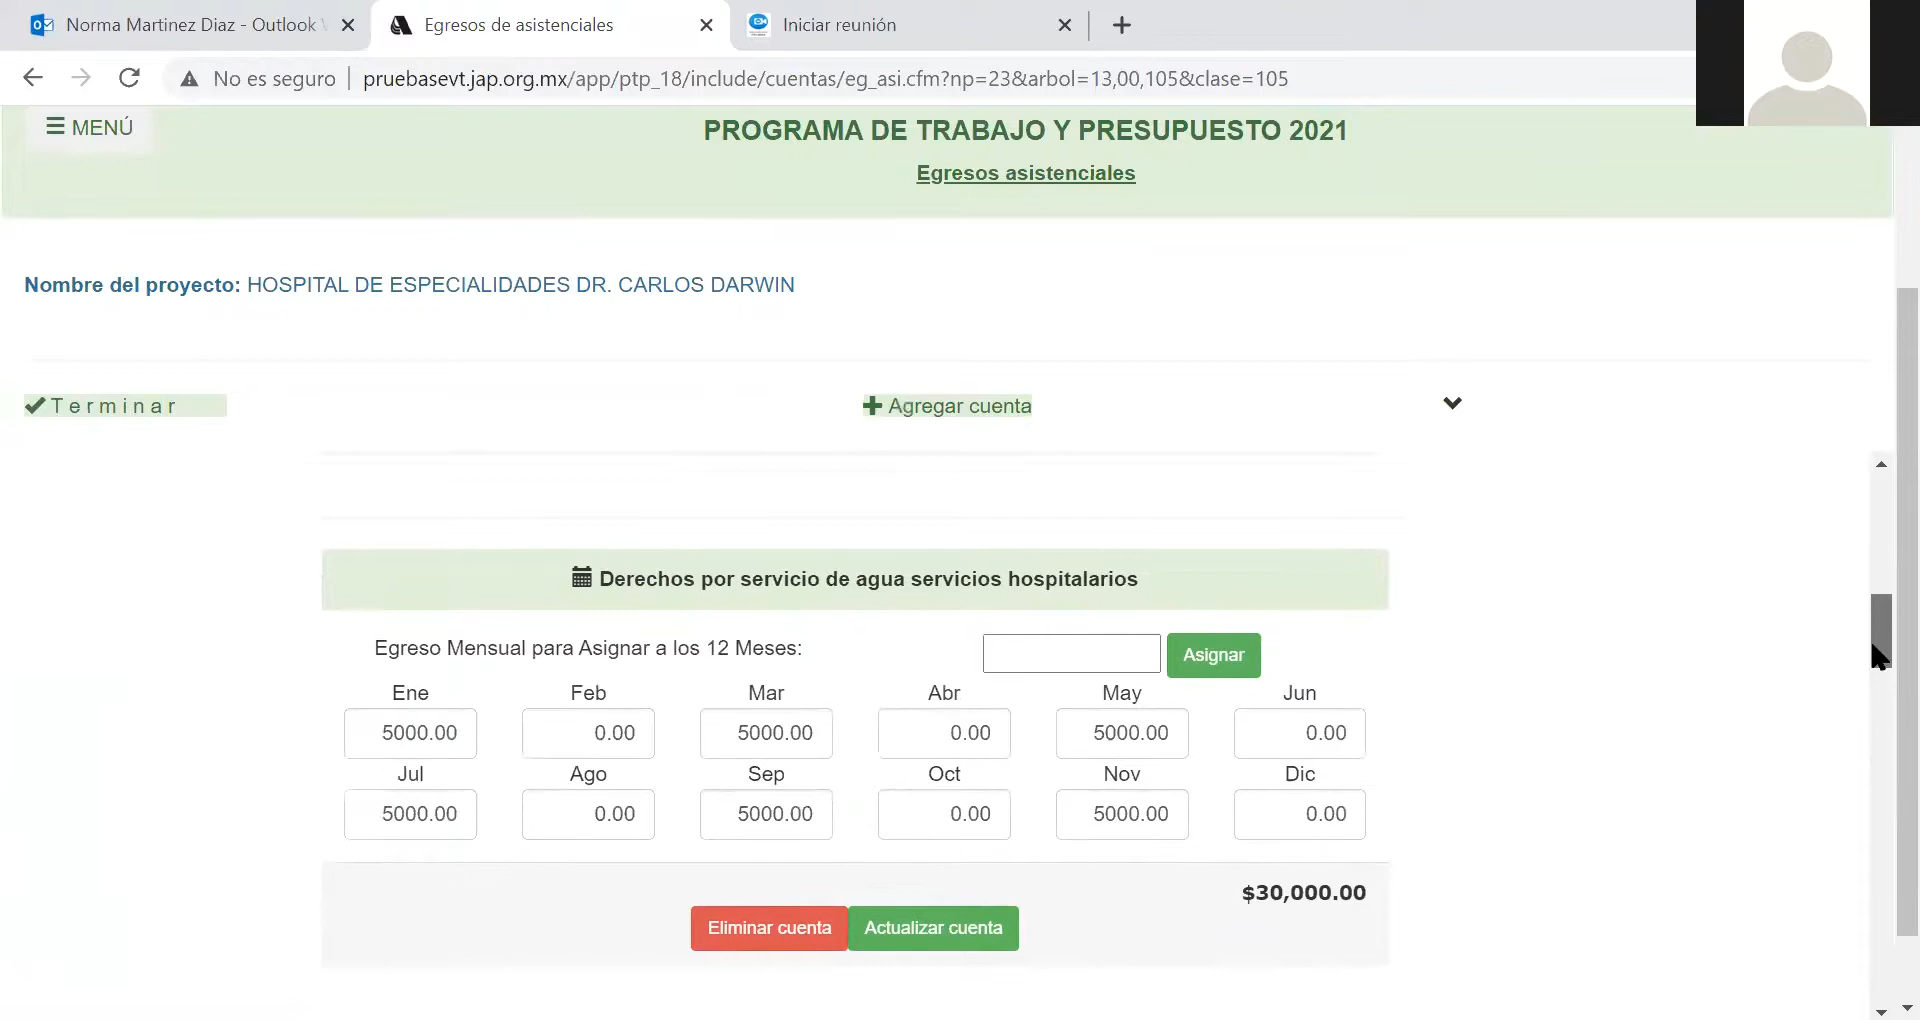 Norma Martinez Diaz - Outlook
Egresos de asistenciales
Iniciar reunión
No es seguro
pruebasevt.jap.org.mx/app/ptp_18/include/cuentas/eg_asi.cfm?np=23&arbol=13,00,105&clase=105
MENÚ
PROGRAMA DE TRABAJO Y PRESUPUESTO 2021
Egresos asistenciales
Nombre del proyecto: HOSPITAL DE ESPECIALIDADES DR. CARLOS DARWIN
Terminar
Agregar cuenta
Derechos por servicio de agua servicios hospitalarios
Egreso Mensual para Asignar a los 12 Meses:
Asignar
Ene Feb Mar Abr May Jun
5000.00 0.00 5000.00 0.00 5000.00 0.00
Jul Ago Sep Oct Nov Dic
5000.00 0.00 5000.00 0.00 5000.00 0.00
$30,000.00
Eliminar cuenta Actualizar cuenta